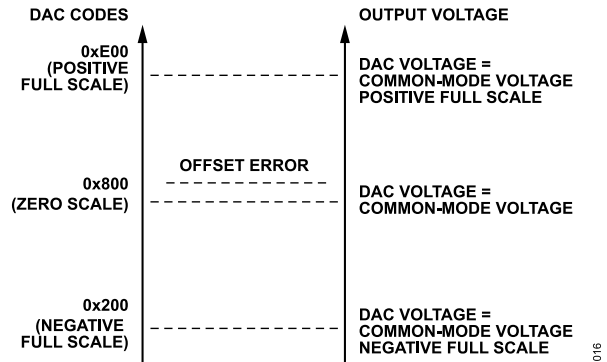 DAC CODES
OUTPUT VOLTAGE
0xE00
(POSITIVE
FULL SCALE)
DAC VOLTAGE =
COMMON-MODE VOLTAGE
POSITIVE FULL SCALE
OFFSET ERROR
0x800
(ZERO SCALE)
DAC VOLTAGE =
COMMON-MODE VOLTAGE
0x200
(NEGATIVE
FULL SCALE)
DAC VOLTAGE =
COMMON-MODE VOLTAGE
NEGATIVE FULL SCALE
016